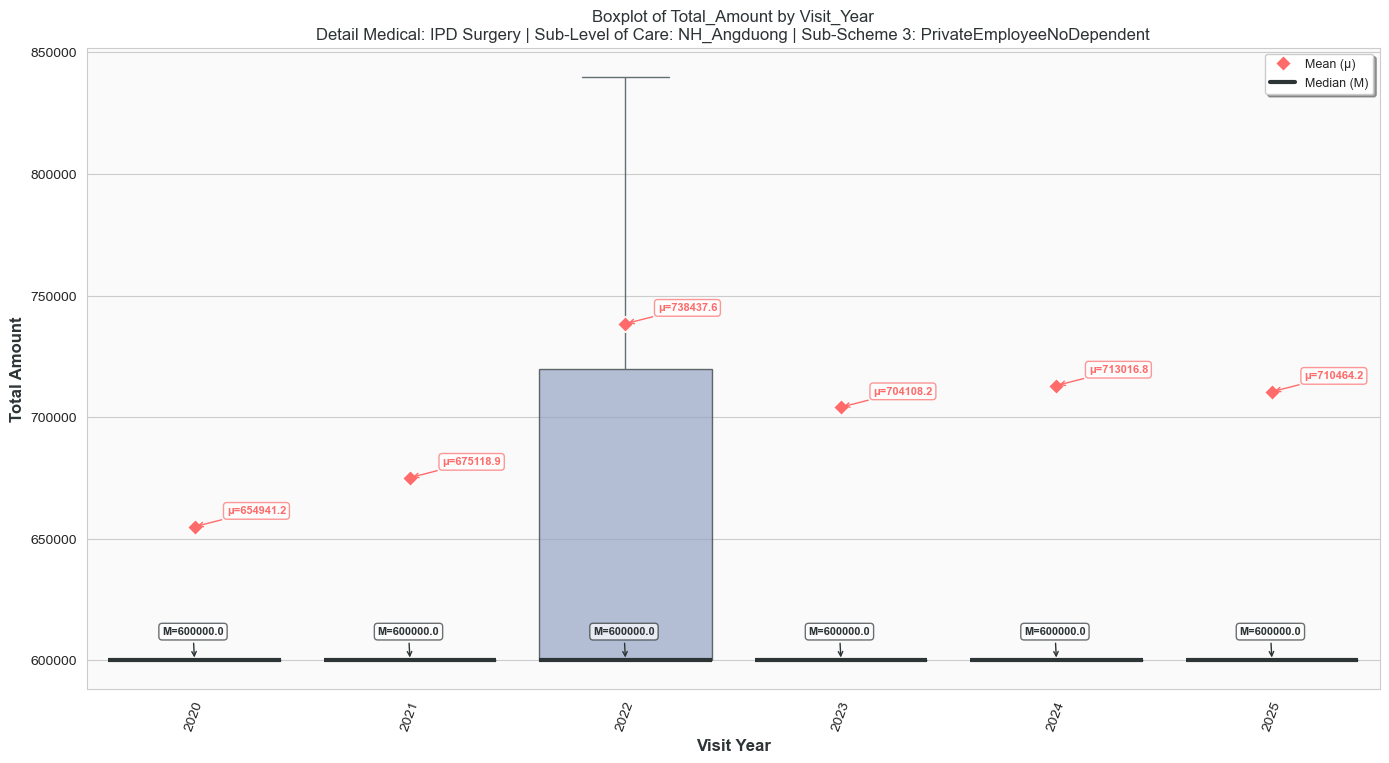 Boxplot of Total_Amount by Visit_Year
Detail Medical: IPD Surgery | Sub-Level of Care: NH_Angduong | Sub-Scheme 3: PrivateEmployeeNoDependent
Mean (μ)
Median (M)
Total Amount
850000
800000
750000
700000
650000
600000
μ=654941.2
μ=675118.9
μ=738437.6
μ=704108.2
μ=713016.8
μ=710464.2
M=600000.0
M=600000.0
M=600000.0
M=600000.0
M=600000.0
M=600000.0
2020
2021
2022
2023
2024
2025
Visit Year